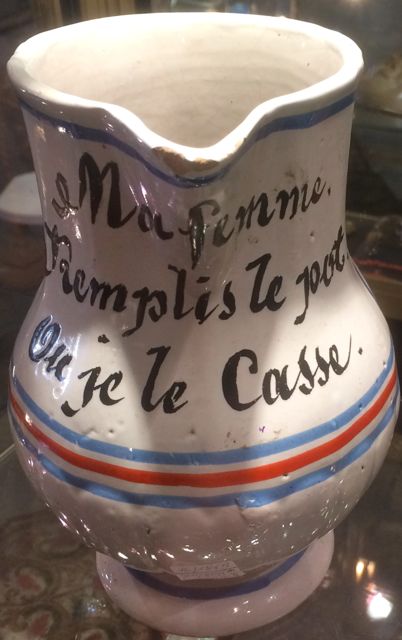 Ma femme.
Remplis le pot
Ou je le Casse.